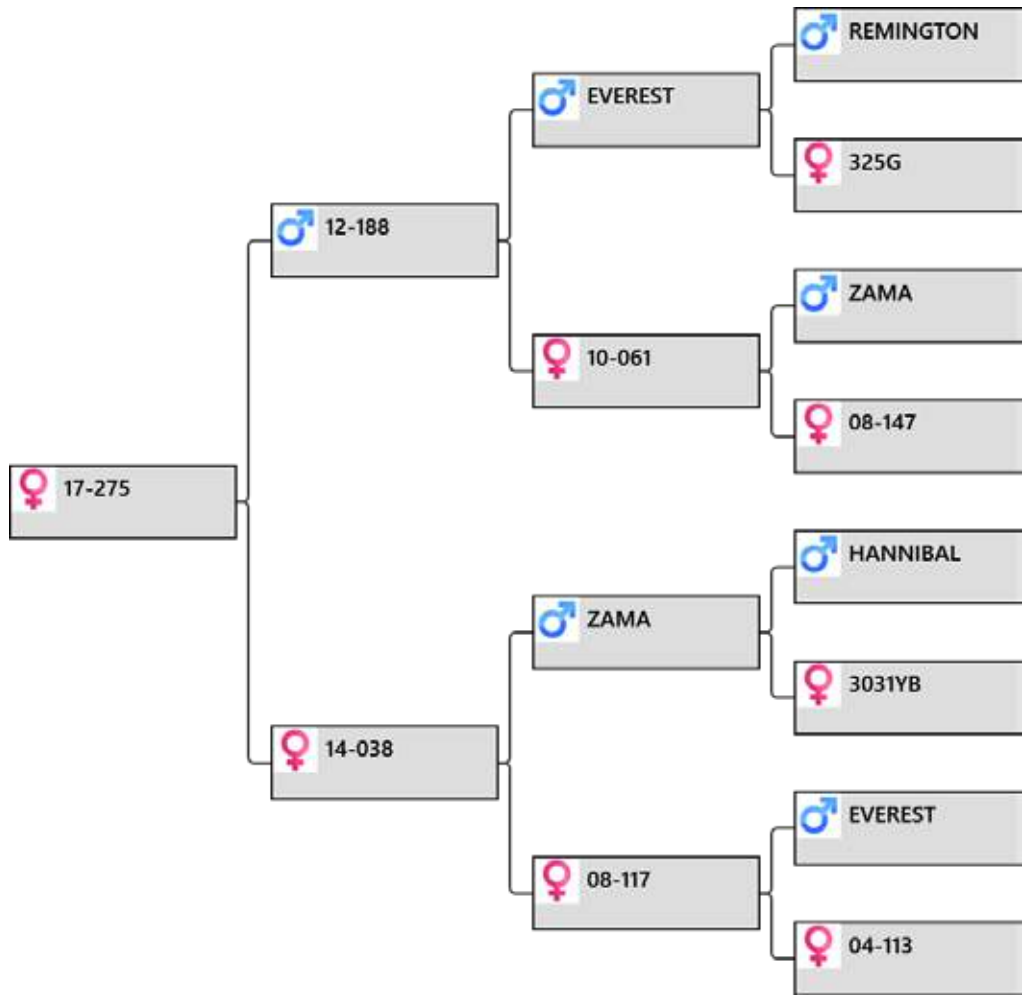 REMINGTON
EVEREST
325G
12-188
ZAMA
10-061
08-147
17-275
HANNIBAL
ZAMA
3031YB
14-038
EVEREST
08-117
04-113